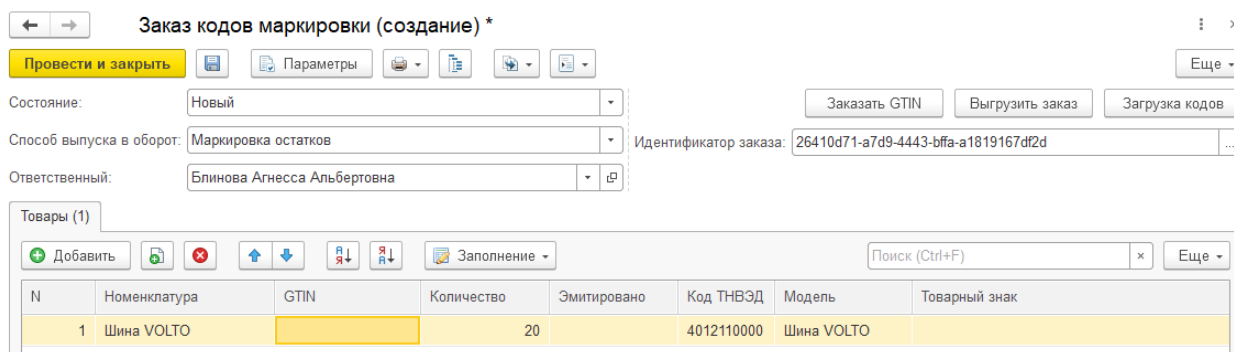 Заказ кодов маркировки (создание) *
Провести и закрыть Параметры Еще
Состояние: Новый Заказать GTIN Выгрузить заказ Загрузка кодов
Способ выпуска в оборот: Маркировка остатков Идентификатор заказа: 26410d71-a7d9-4443-bffa-a1819167df2d ...
Ответственный: Блинова Агнесса Альбертовна
Товары (1)
Добавить Заполнение Поиск (Ctrl+F) × Еще
N Номенклатура GTIN Количество Эмитировано Код ТНВЭД Модель Товарный знак
1 Шина VOLTO 20 4012110000 Шина VOLTO